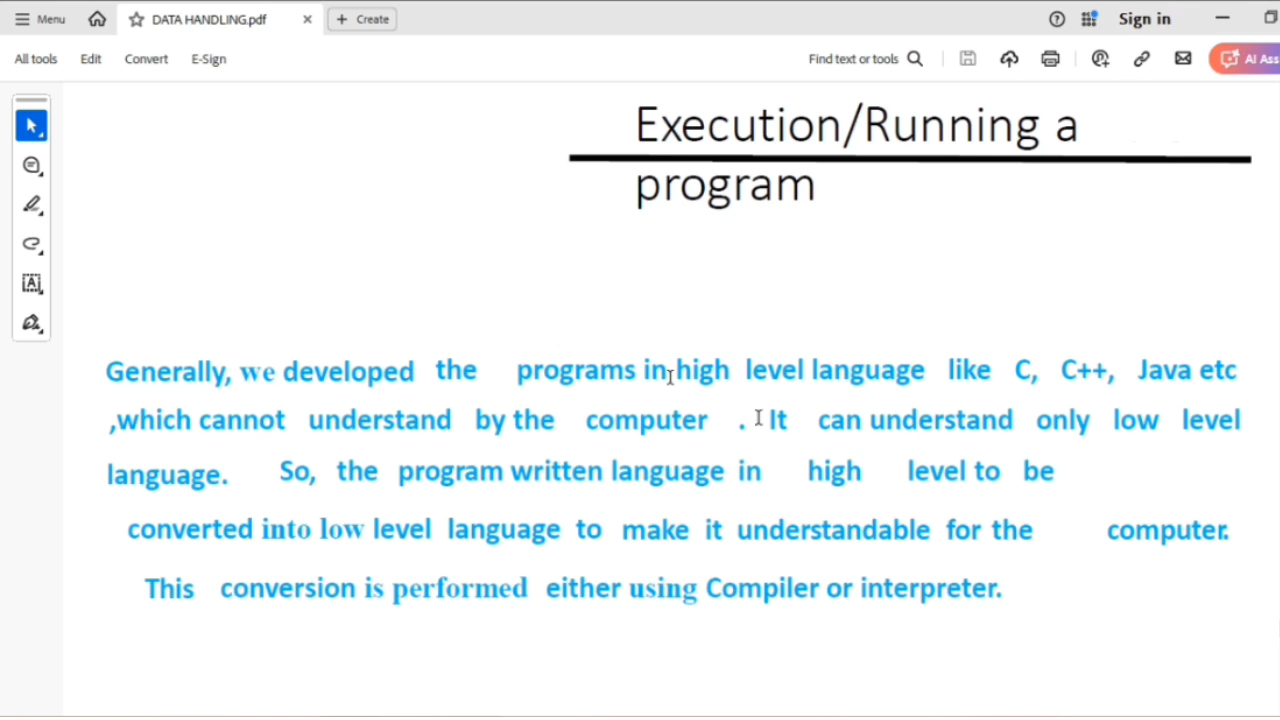 Menu DATA HANDLING.pdf Create Sign in
All tools Edit Convert E-Sign Find text or tools AI Ass
Execution/Running a
program
Generally, we developed the programs in high level language like C, C++, Java etc
,which cannot understand by the computer . It can understand only low level
language. So, the program written language in high level to be
converted into low level language to make it understandable for the computer.
This conversion is performed either using Compiler or interpreter.